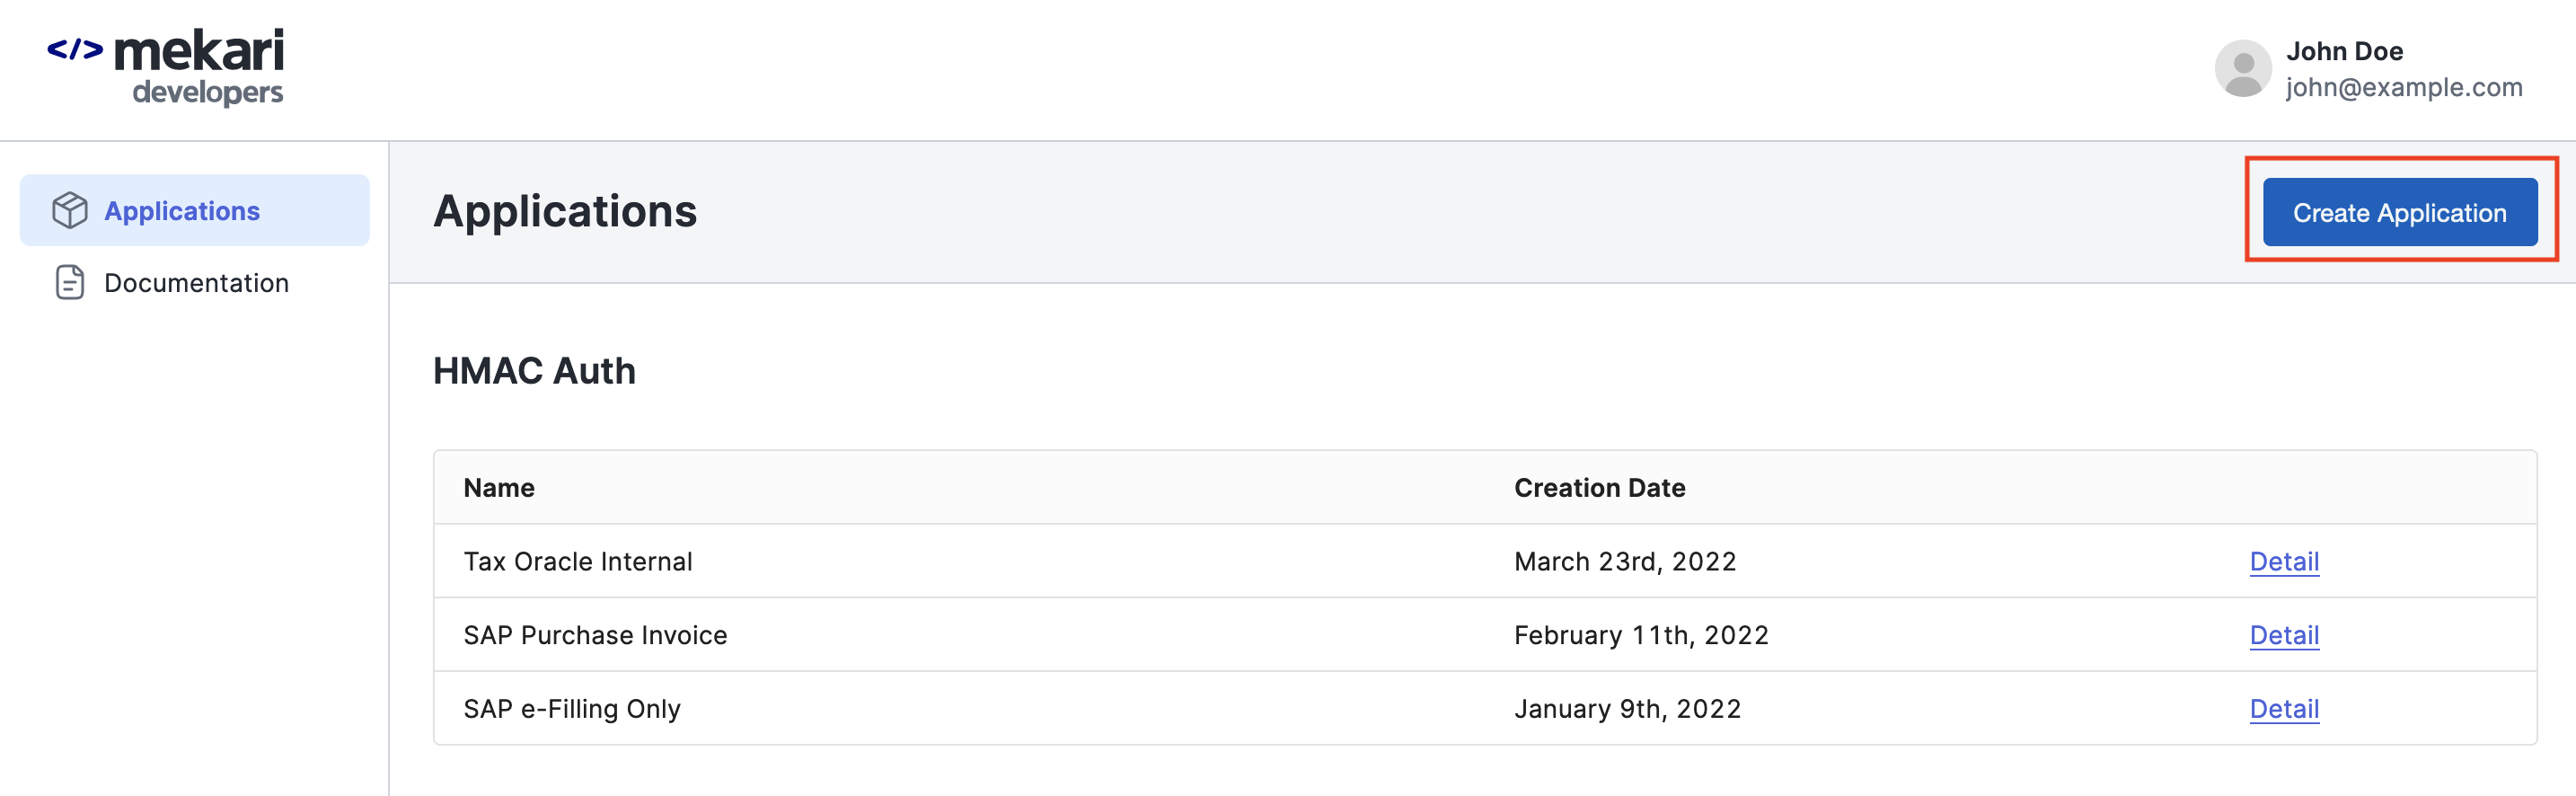 </> mekari
developers
John Doe
john@example.com
Applications
Documentation
Applications
Create Application
HMAC Auth
Name Creation Date
Tax Oracle Internal March 23rd, 2022 Detail
SAP Purchase Invoice February 11th, 2022 Detail
SAP e-Filling Only January 9th, 2022 Detail